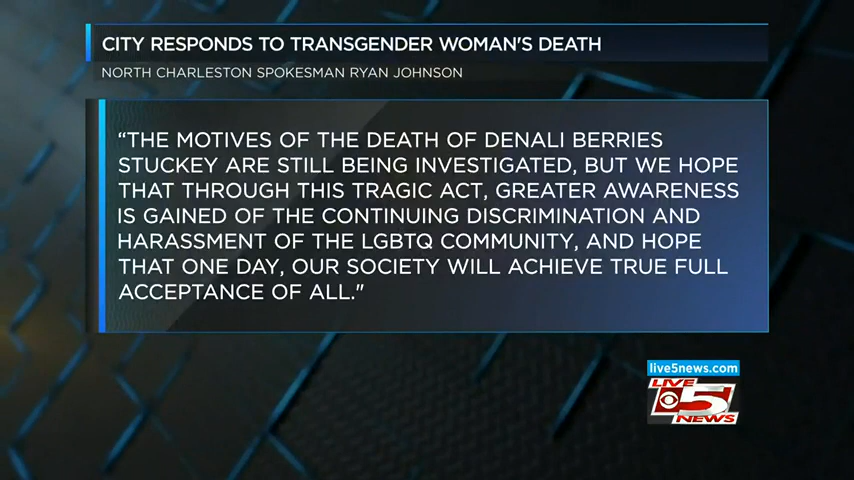 CITY RESPONDS TO TRANSGENDER WOMAN'S DEATH
NORTH CHARLESTON SPOKESMAN RYAN JOHNSON
“THE MOTIVES OF THE DEATH OF DENALI BERRIES
STUCKEY ARE STILL BEING INVESTIGATED, BUT WE HOPE
THAT THROUGH THIS TRAGIC ACT, GREATER AWARENESS
IS GAINED OF THE CONTINUING DISCRIMINATION AND
HARASSMENT OF THE LGBTQ COMMUNITY, AND HOPE
THAT ONE DAY, OUR SOCIETY WILL ACHIEVE TRUE FULL
ACCEPTANCE OF ALL."
live5news.com
LIVE
5
NEWS